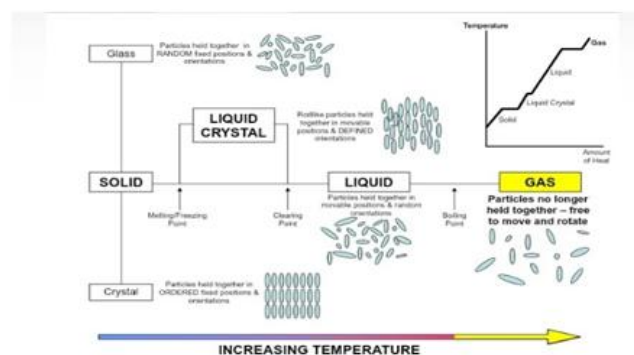 Glass
Particles held together in
RANDOM fixed positions &
orientations
Temperature
Gas
Liquid
Liquid Crystal
Solid
Amount
of Heat
LIQUID
CRYSTAL
Rodlike particles held
together in movable
positions & DEFINED
orientations
SOLID
LIQUID
GAS
Melting/Freezing
Point
Clearing
Point
Particles held together in
movable positions & random
orientations
Boiling
Point
Particles no longer
held together – free
to move and rotate
Crystal
Particles held together in
ORDERED fixed positions &
orientations
INCREASING TEMPERATURE